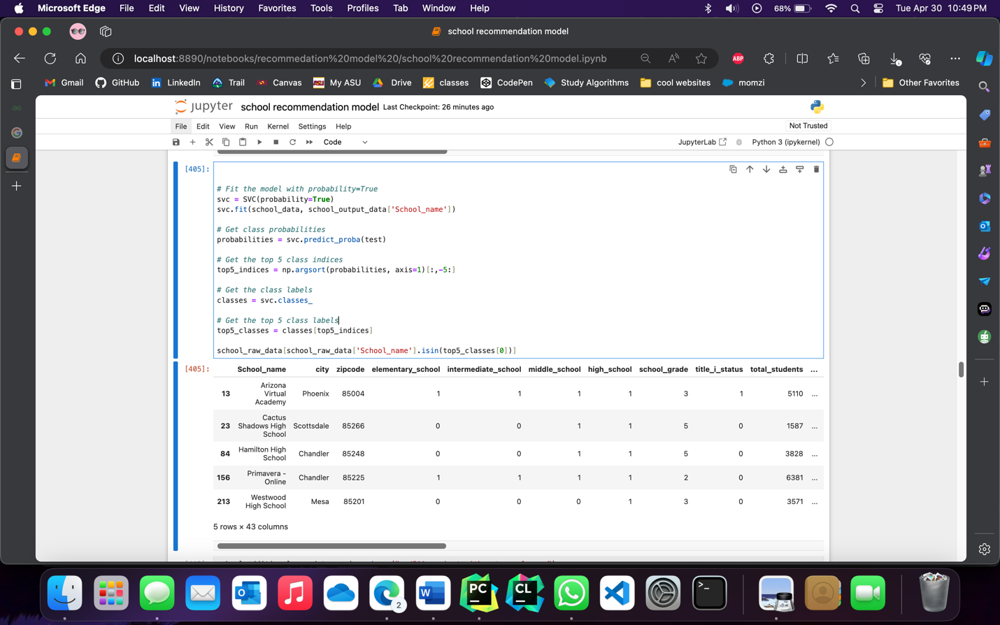 Microsoft Edge File Edit View History Favorites Tools Profiles Tab Window Help 68% Tue Apr 30 10:49 PM
school recommendation model
localhost:8890/notebooks/recommedation%20model%20/school%20recommendation%20model.ipynb ABP
Gmail GitHub LinkedIn Trail Canvas My ASU Drive classes CodePen Study Algorithms cool websites momzi Other Favorites
jupyter school recommendation model Last Checkpoint: 26 minutes ago
File Edit View Run Kernel Settings Help Not Trusted
Code JupyterLab Python 3 (ipykernel)
[405]:
# Fit the model with probability=True
svc = SVC(probability=True)
svc.fit(school_data, school_output_data['School_name'])
# Get class probabilities
probabilities = svc.predict_proba(test)
# Get the top 5 class indices
top5_indices = np.argsort(probabilities, axis=1)[:,-5:]
# Get the class labels
classes = svc.classes_
# Get the top 5 class labels
top5_classes = classes[top5_indices]
school_raw_data[school_raw_data['School_name'].isin(top5_classes[0])]
[405]: School_name city zipcode elementary_school intermediate_school middle_school high_school school_grade title_i_status total_students ...
13 Arizona Virtual Academy Phoenix 85004 1 1 1 1 3 1 5110 ...
23 Cactus Shadows High School Scottsdale 85266 0 0 1 1 5 0 1587 ...
84 Hamilton High School Chandler 85248 0 0 1 1 5 0 3828 ...
156 Primavera - Online Chandler 85225 1 1 1 1 2 0 6381 ...
213 Westwood High School Mesa 85201 0 0 0 1 3 0 3571 ...
5 rows × 43 columns
W PC CL 2